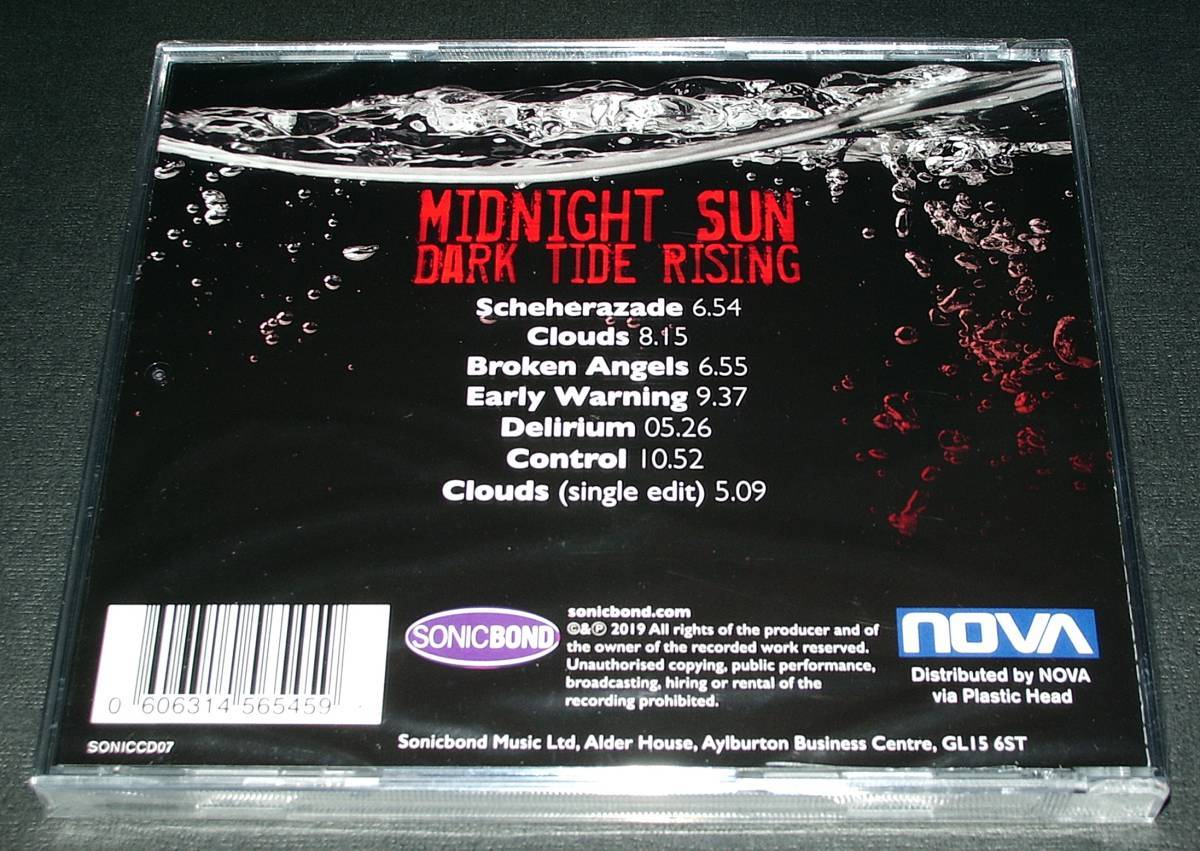 MIDNIGHT SUN
DARK TIDE RISING
Scheherazade 6.54
Clouds 8.15
Broken Angels 6.55
Early Warning 9.37
Delirium 05.26
Control 10.52
Clouds (single edit) 5.09
0 606314 565459
SONICCD07
SONICBOND
sonicbond.com
©&℗ 2019 All rights of the producer and of
the owner of the recorded work reserved.
Unauthorised copying, public performance,
broadcasting, hiring or rental of the
recording prohibited.
NOVA
Distributed by NOVA
via Plastic Head
Sonicbond Music Ltd, Alder House, Aylburton Business Centre, GL15 6ST